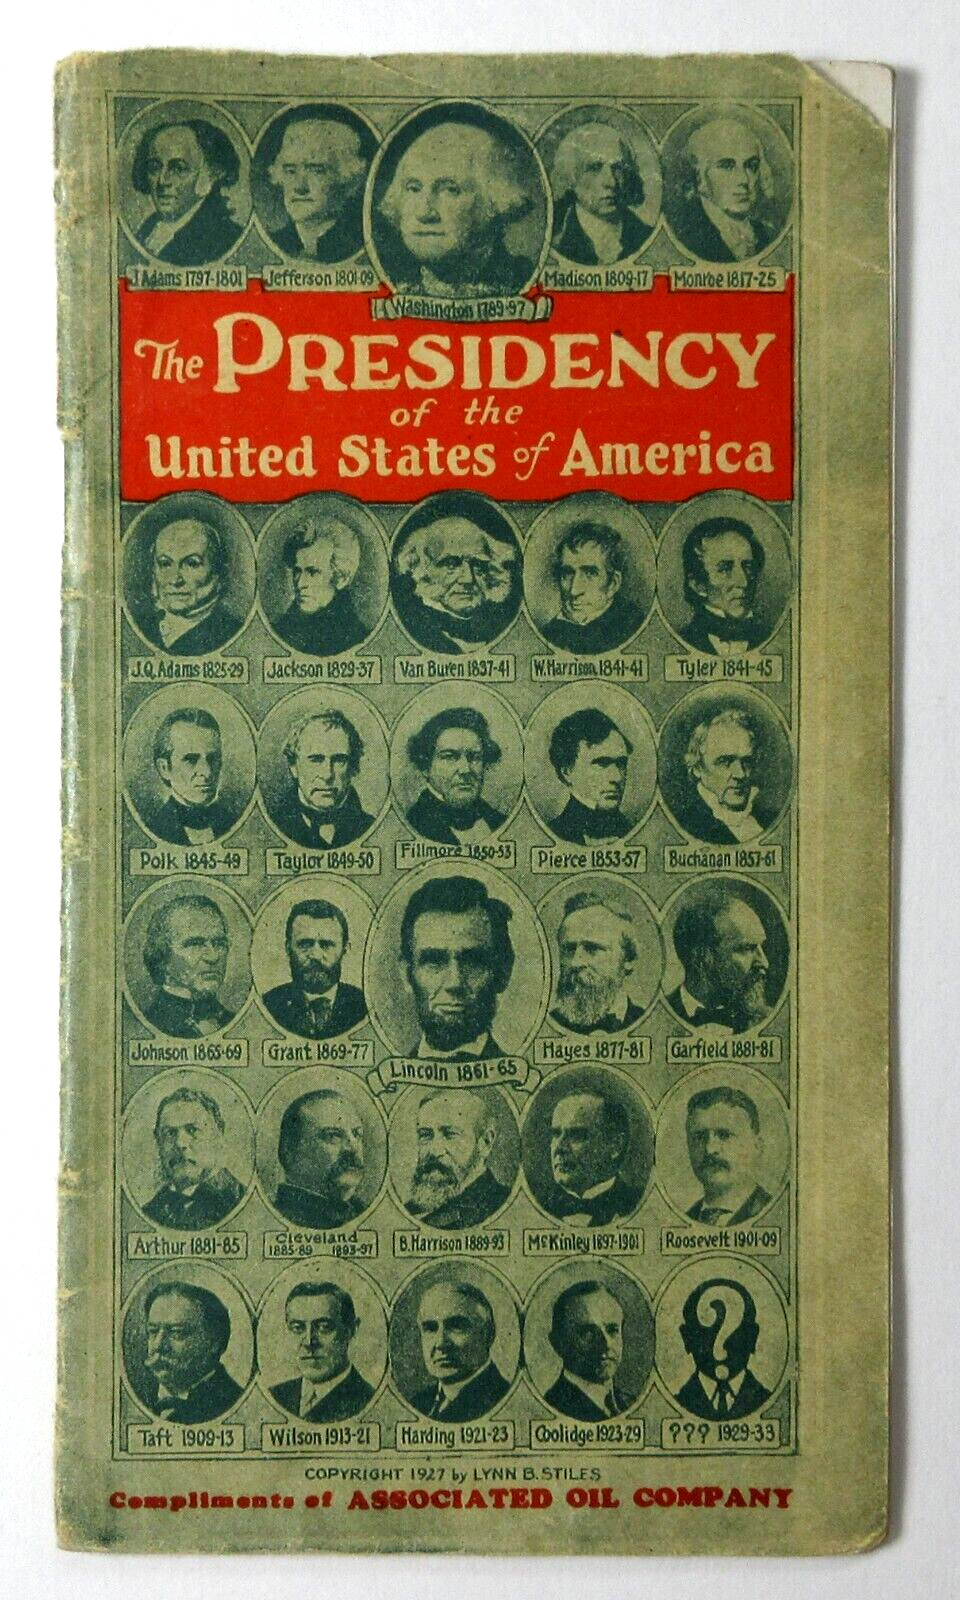 J. Adams 1797-1801
Jefferson 1801-09
Washington 1789-97
Madison 1809-17
Monroe 1817-25
The PRESIDENCY
of the
United States of America
J.Q. Adams 1825-29
Jackson 1829-37
Van Buren 1837-41
W. Harrison 1841-41
Tyler 1841-45
Polk 1845-49
Taylor 1849-50
Fillmore 1850-53
Pierce 1853-57
Buchanan 1857-61
Johnson 1865-69
Grant 1869-77
Lincoln 1861-65
Hayes 1877-81
Garfield 1881-81
Arthur 1881-85
Cleveland
1885-89 1893-97
B. Harrison 1889-93
McKinley 1897-1901
Roosevelt 1901-09
?
Taft 1909-13
Wilson 1913-21
Harding 1921-23
Coolidge 1923-29
??? 1929-33
COPYRIGHT 1927 by LYNN B. STILES
Compliments of ASSOCIATED OIL COMPANY